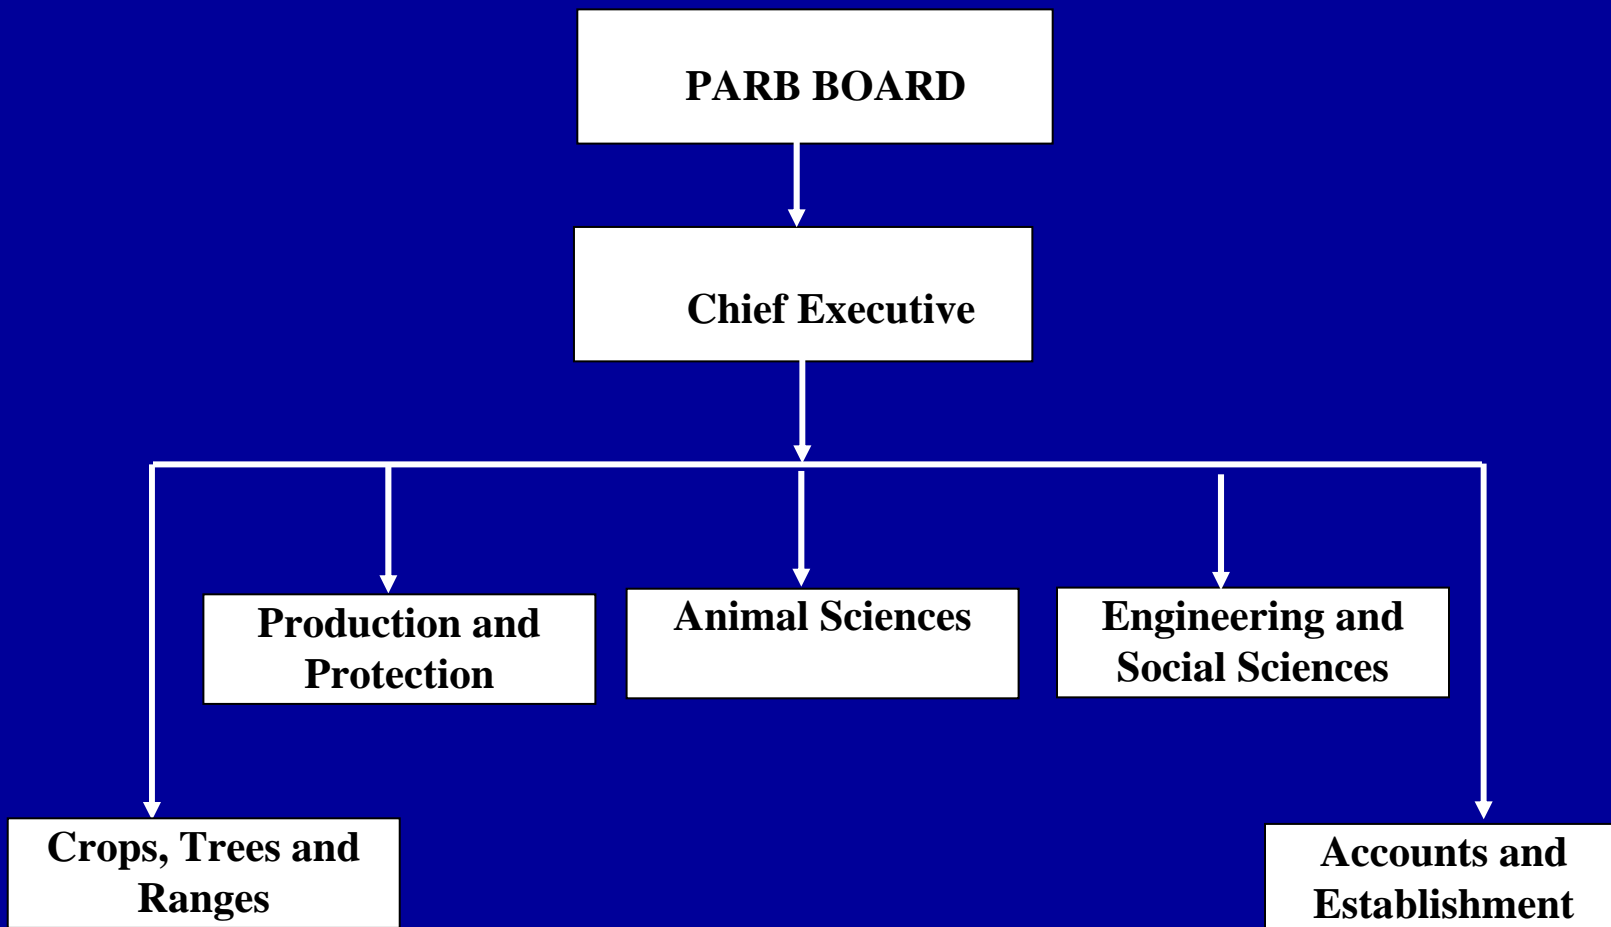 PARB BOARD
Chief Executive
Production and
Protection
Animal Sciences
Engineering and
Social Sciences
Crops, Trees and
Ranges
Accounts and
Establishment